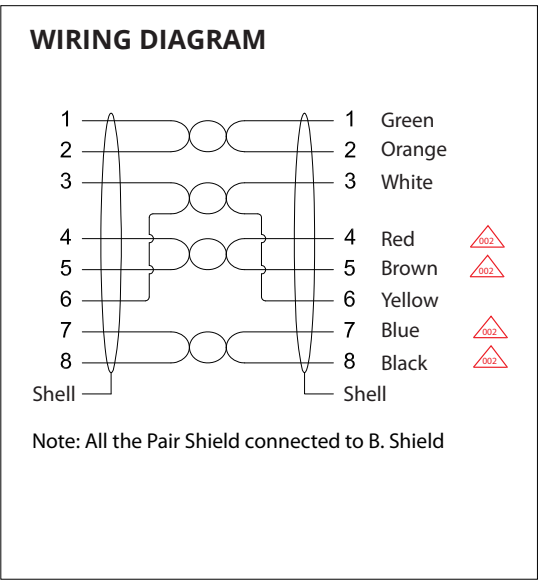 WIRING DIAGRAM
1 1 Green
2 2 Orange
3 3 White
4 4 Red 002
5 5 Brown 002
6 6 Yellow
7 7 Blue 002
8 8 Black 002
Shell Shell
Note: All the Pair Shield connected to B. Shield